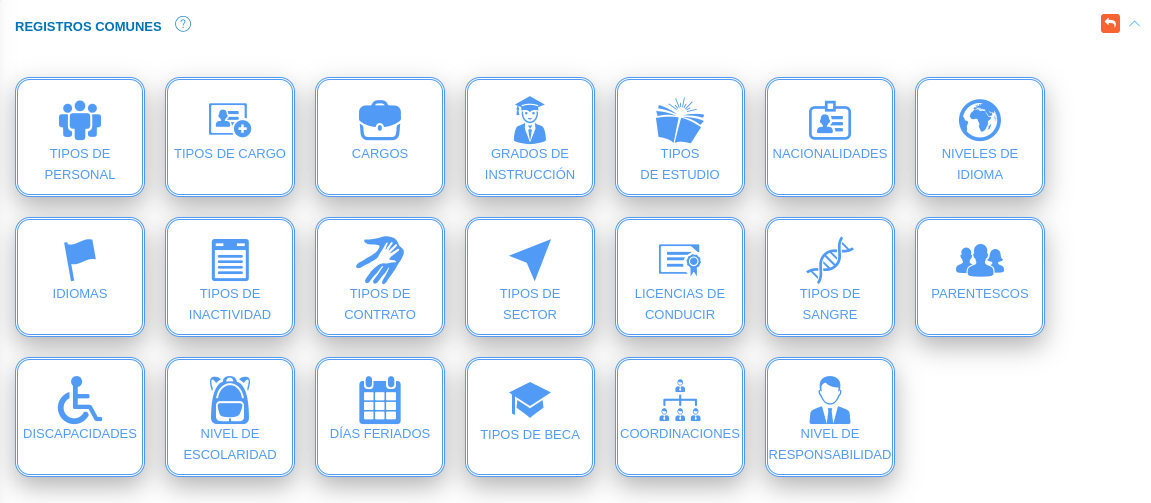 REGISTROS COMUNES ?
TIPOS DE
PERSONAL
TIPOS DE CARGO
CARGOS
GRADOS DE
INSTRUCCIÓN
TIPOS
DE ESTUDIO
NACIONALIDADES
NIVELES DE
IDIOMA
IDIOMAS
TIPOS DE
INACTIVIDAD
TIPOS DE
CONTRATO
TIPOS DE
SECTOR
LICENCIAS DE
CONDUCIR
TIPOS DE
SANGRE
PARENTESCOS
DISCAPACIDADES
NIVEL DE
ESCOLARIDAD
DÍAS FERIADOS
TIPOS DE BECA
COORDINACIONES
NIVEL DE
RESPONSABILIDAD